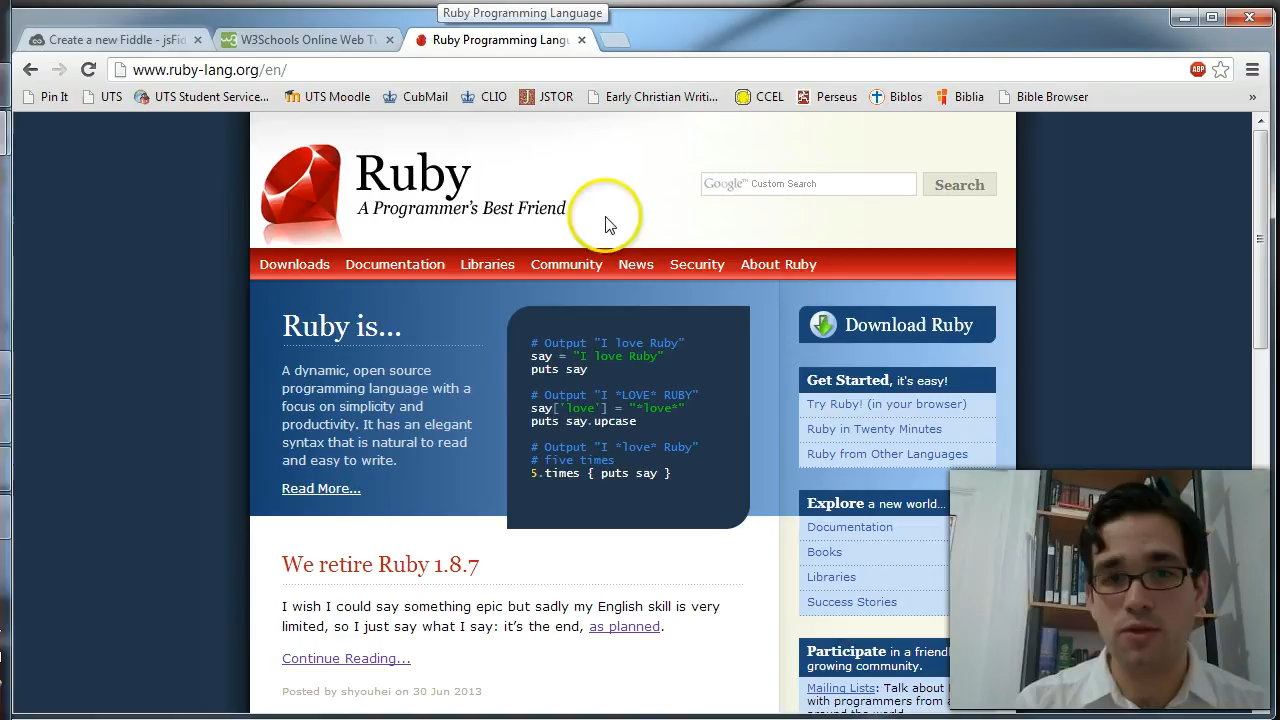 Ruby Programming Language
Create a new Fiddle - jsFid
W3Schools Online Web Tu
Ruby Programming Langu
www.ruby-lang.org/en/
ABP
Pin It UTS UTS Student Service... UTS Moodle CubMail CLIO JSTOR Early Christian Writi... CCEL Perseus Biblos Biblia Bible Browser »
Ruby
A Programmer's Best Friend
Google™ Custom Search
Search
Downloads Documentation Libraries Community News Security About Ruby
Ruby is...
A dynamic, open source
programming language with a
focus on simplicity and
productivity. It has an elegant
syntax that is natural to read
and easy to write.
Read More...
# Output "I love Ruby"
say = "I love Ruby"
puts say
# Output "I *LOVE* RUBY"
say['love'] = "*love*"
puts say.upcase
# Output "I *love* Ruby"
# five times
5.times { puts say }
Download Ruby
Get Started, it's easy!
Try Ruby! (in your browser)
Ruby in Twenty Minutes
Ruby from Other Languages
Explore a new world...
Documentation
Books
Libraries
Success Stories
Participate in a friendl
growing community.
Mailing Lists: Talk about
with programmers from a
around the world
We retire Ruby 1.8.7
I wish I could say something epic but sadly my English skill is very
limited, so I just say what I say: it's the end, as planned.
Continue Reading...
Posted by shyouhei on 30 Jun 2013